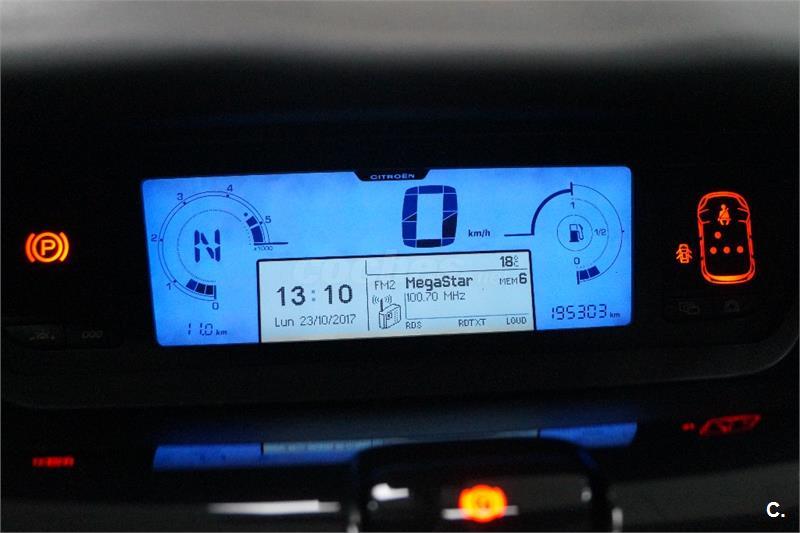 CITROËN
P
4
3
5
2
x1000
1
0
N
0 km/h
1
1/2
0
18°C
13:10
Lun 23/10/2017
FM2 MegaStar MEM6
100.70 MHz
RDS RDTXT LOUD
11.0 km
195303 km
C.